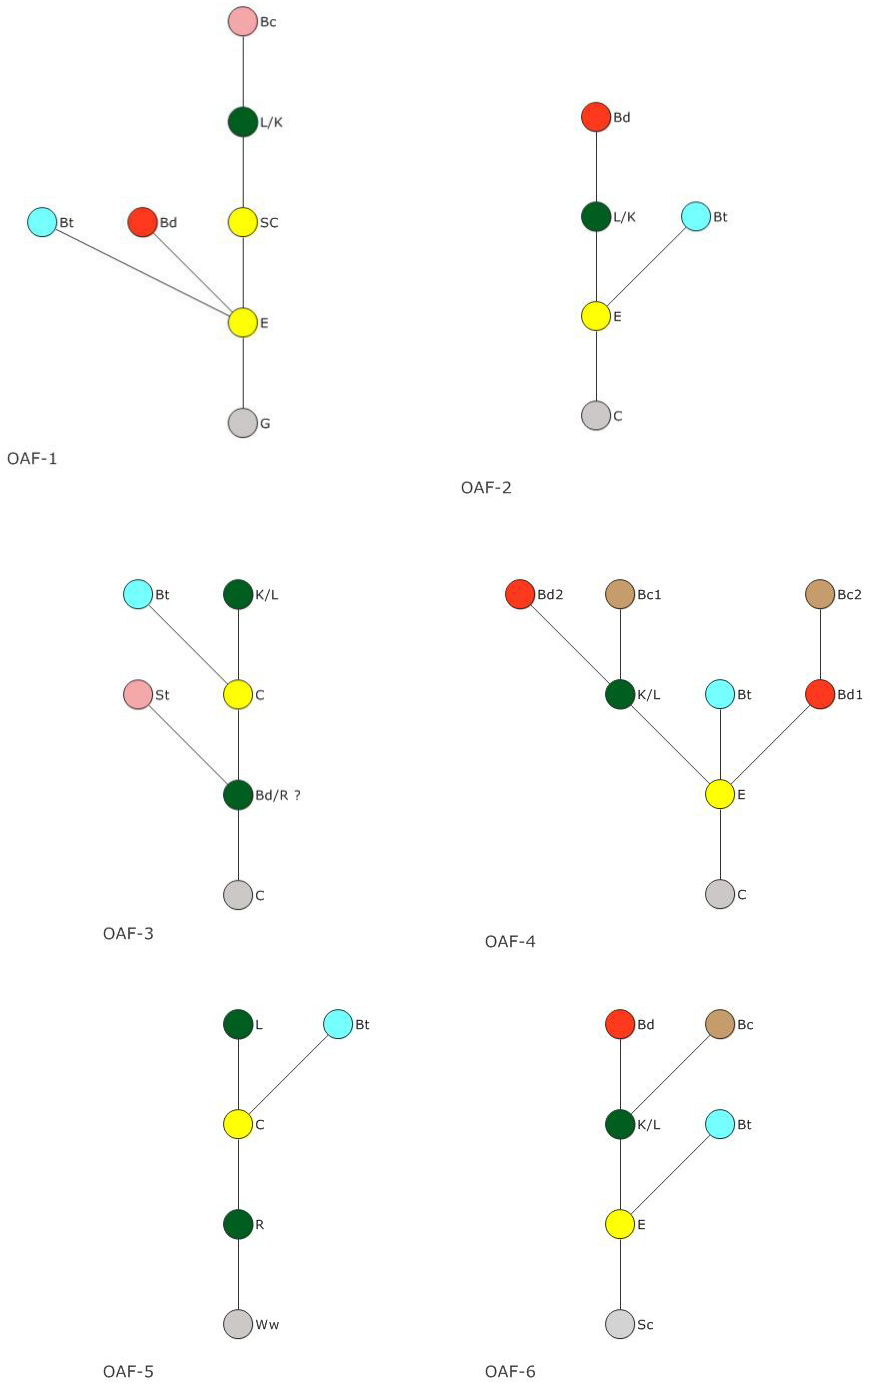 Bc
L/K
Bt
Bd
SC
E
G
OAF-1
Bd
L/K
Bt
E
C
OAF-2
Bt
K/L
St
C
Bd/R ?
C
OAF-3
Bd2
Bc1
Bc2
K/L
Bt
Bd1
E
C
OAF-4
L
Bt
C
R
Ww
OAF-5
Bd
Bc
K/L
Bt
E
Sc
OAF-6